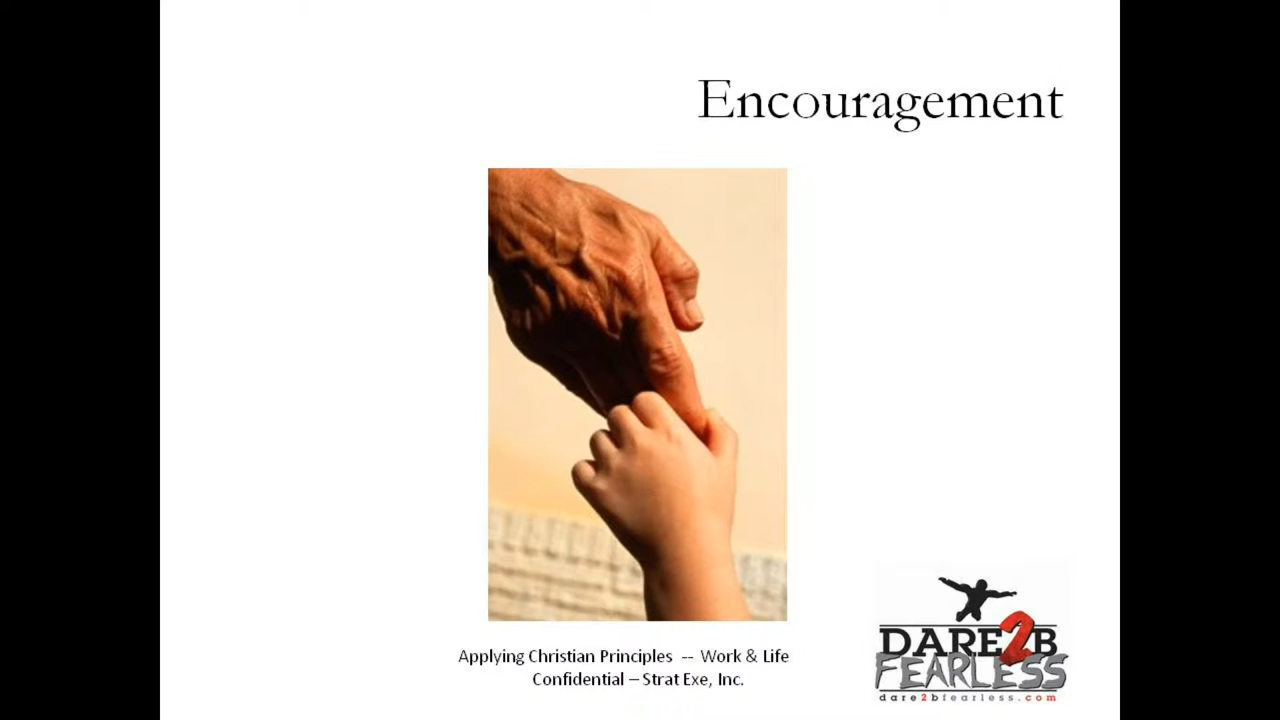 Encouragement
Applying Christian Principles -- Work & Life
Confidential – Strat Exe, Inc.
DARE2B
FEARLESS
dare2bfearless.com